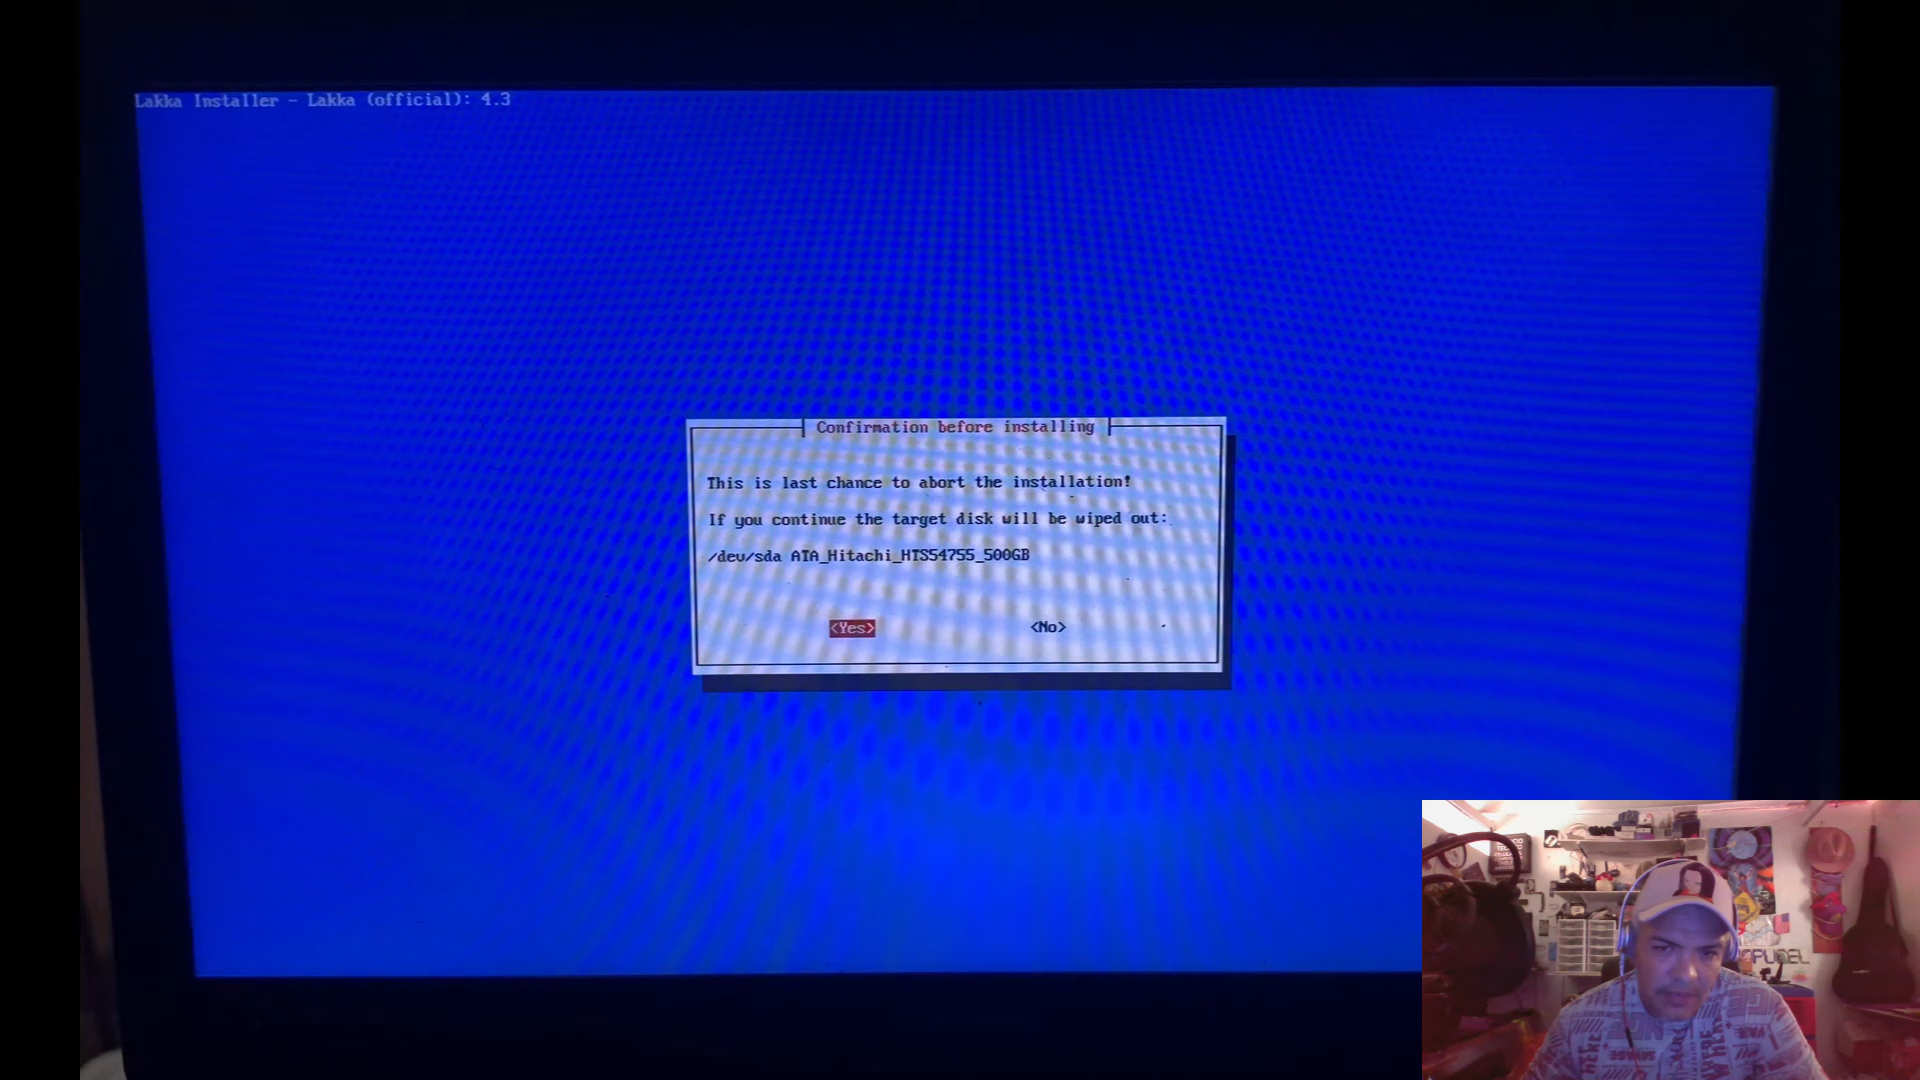 Lakka Installer - Lakka (official): 4.3
Confirmation before installing
This is last chance to abort the installation!
If you continue the target disk will be wiped out:
/dev/sda ATA_Hitachi_HTS54755_500GB
<Yes> <No>